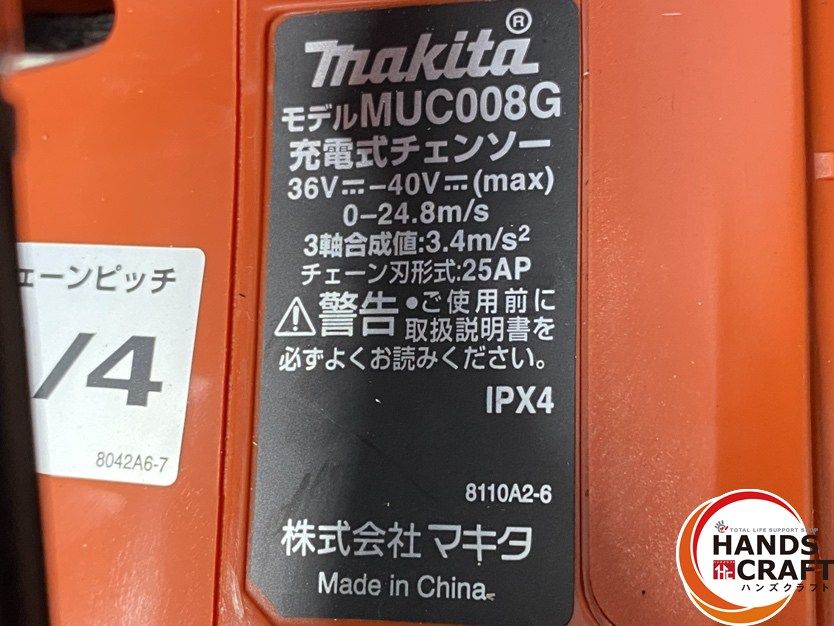 makita®
モデルMUC008G
充電式チェンソー
36V⎓–40V⎓(max)
0–24.8m/s
3軸合成値:3.4m/s²
チェーン刃形式:25AP
⚠警告 •ご使用前に
取扱説明書を
必ずよくお読みください。
IPX4
8110A2-6
株式会社マキタ
Made in China
ェーンピッチ
/4
8042A6-7
TOTAL LIFE SUPPORT SHOP
HANDS
CRAFT
ハンズクラフト